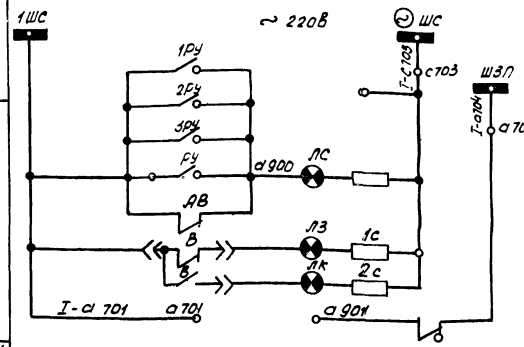 1ШС
~ 220В
~ ШС
I-С703
С703
ШЗП
I-а704
а70
1РУ
2РУ
3РУ
РУ
а900
ЛС
АВ
В
ЛЗ
1с
В
ЛК
2с
I-а 701
а701
а901